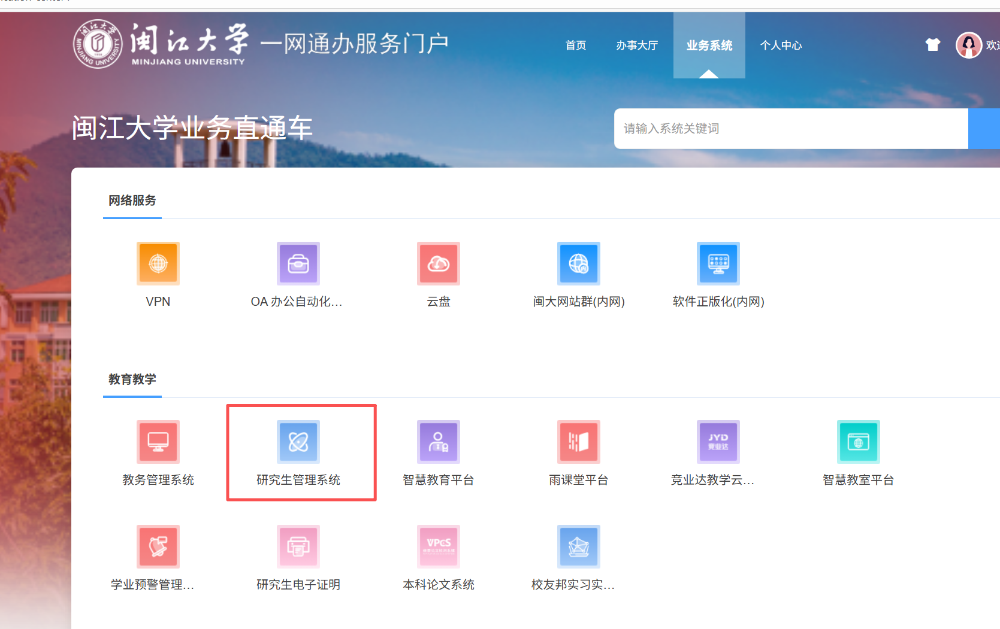 闽江大学
MINJIANG UNIVERSITY
一网通办服务门户
首页
办事大厅
业务系统
个人中心
闽江大学业务直通车
请输入系统关键词
网络服务
VPN
OA 办公自动化...
云盘
闽大网站群(内网)
软件正版化(内网)
教育教学
JYD
竞业达
教务管理系统
研究生管理系统
智慧教育平台
雨课堂平台
竞业达教学云...
智慧教室平台
VPCS
学业预警管理...
研究生电子证明
本科论文系统
校友邦实习实...